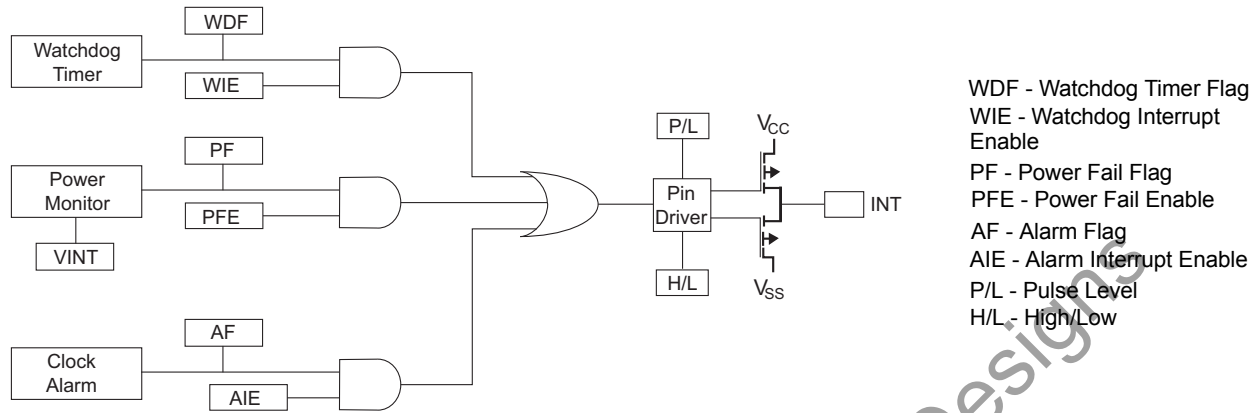 WDF
Watchdog
Timer
WIE
PF
Power
Monitor
PFE
VINT
AF
Clock
Alarm
AIE
P/L
Pin
Driver
H/L
VCC
VSS
INT
WDF - Watchdog Timer Flag
WIE - Watchdog Interrupt
Enable
PF - Power Fail Flag
PFE - Power Fail Enable
AF - Alarm Flag
AIE - Alarm Interrupt Enable
P/L - Pulse Level
H/L - High/Low
Designs